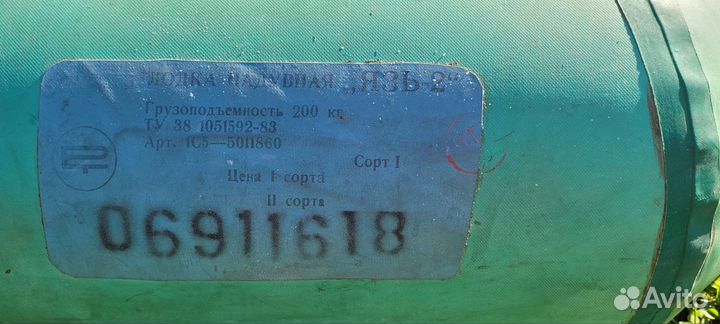 ЛОДКА НАДУВНАЯ „ЯЗЬ-2“
Грузоподъемность 200 кг
ТУ 38 1051592-83
Арт. 1С5—5011860
Сорт I
Цена I сорта
II сорта
06911618
Avito